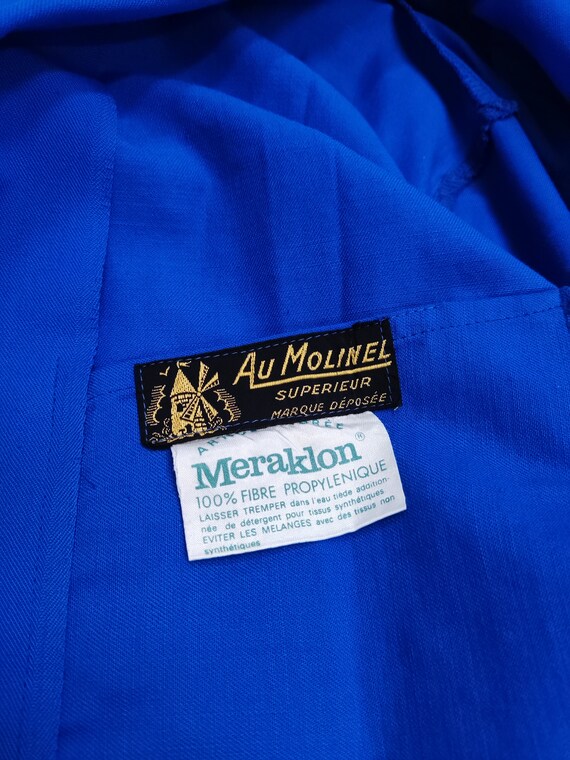 AU MOLINEL
SUPERIEUR
MARQUE DÉPOSÉE
Meraklon®
100% FIBRE PROPYLENIQUE
LAISSER TREMPER dans l'eau tiède addition-
née de détergent pour tissus synthétiques
EVITER LES MELANGES avec des tissus non
synthétiques